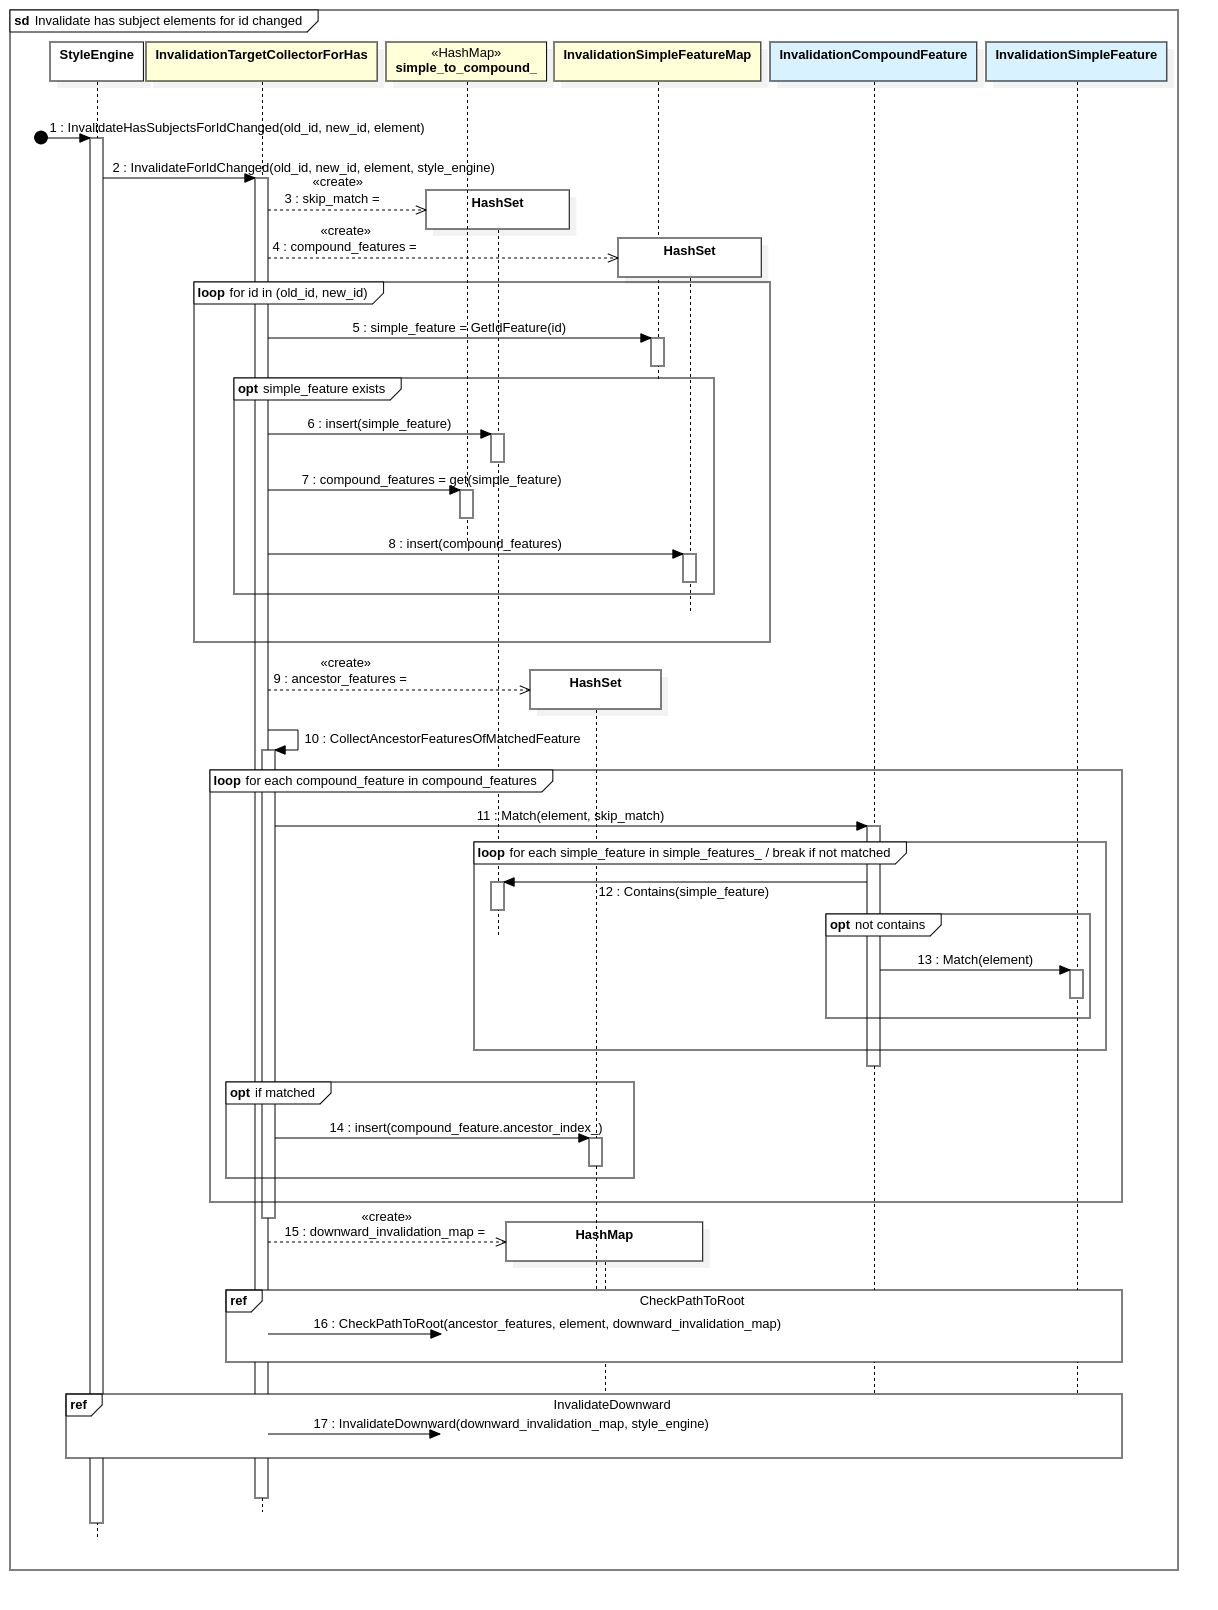 sd Invalidate has subject elements for id changed
StyleEngine
InvalidationTargetCollectorForHas
«HashMap»
simple_to_compound_
InvalidationSimpleFeatureMap
InvalidationCompoundFeature
InvalidationSimpleFeature
1 : InvalidateHasSubjectsForIdChanged(old_id, new_id, element)
2 : InvalidateForIdChanged(old_id, new_id, element, style_engine)
«create»
3 : skip_match =
HashSet
«create»
4 : compound_features =
HashSet
loop for id in (old_id, new_id)
5 : simple_feature = GetIdFeature(id)
opt simple_feature exists
6 : insert(simple_feature)
7 : compound_features = get(simple_feature)
8 : insert(compound_features)
«create»
9 : ancestor_features =
HashSet
10 : CollectAncestorFeaturesOfMatchedFeature
loop for each compound_feature in compound_features
11 : Match(element, skip_match)
loop for each simple_feature in simple_features_ / break if not matched
12 : Contains(simple_feature)
opt not contains
13 : Match(element)
opt if matched
14 : insert(compound_feature.ancestor_index_)
«create»
15 : downward_invalidation_map =
HashMap
ref CheckPathToRoot
16 : CheckPathToRoot(ancestor_features, element, downward_invalidation_map)
ref InvalidateDownward
17 : InvalidateDownward(downward_invalidation_map, style_engine)